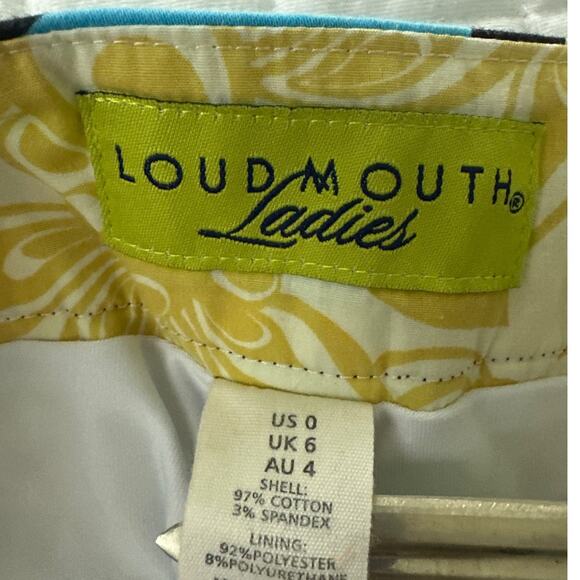 LOUDMOUTH®
Ladies
US 0
UK 6
AU 4
SHELL:
97% COTTON
3% SPANDEX
LINING:
92%POLYESTER
8%POLYURETHANE